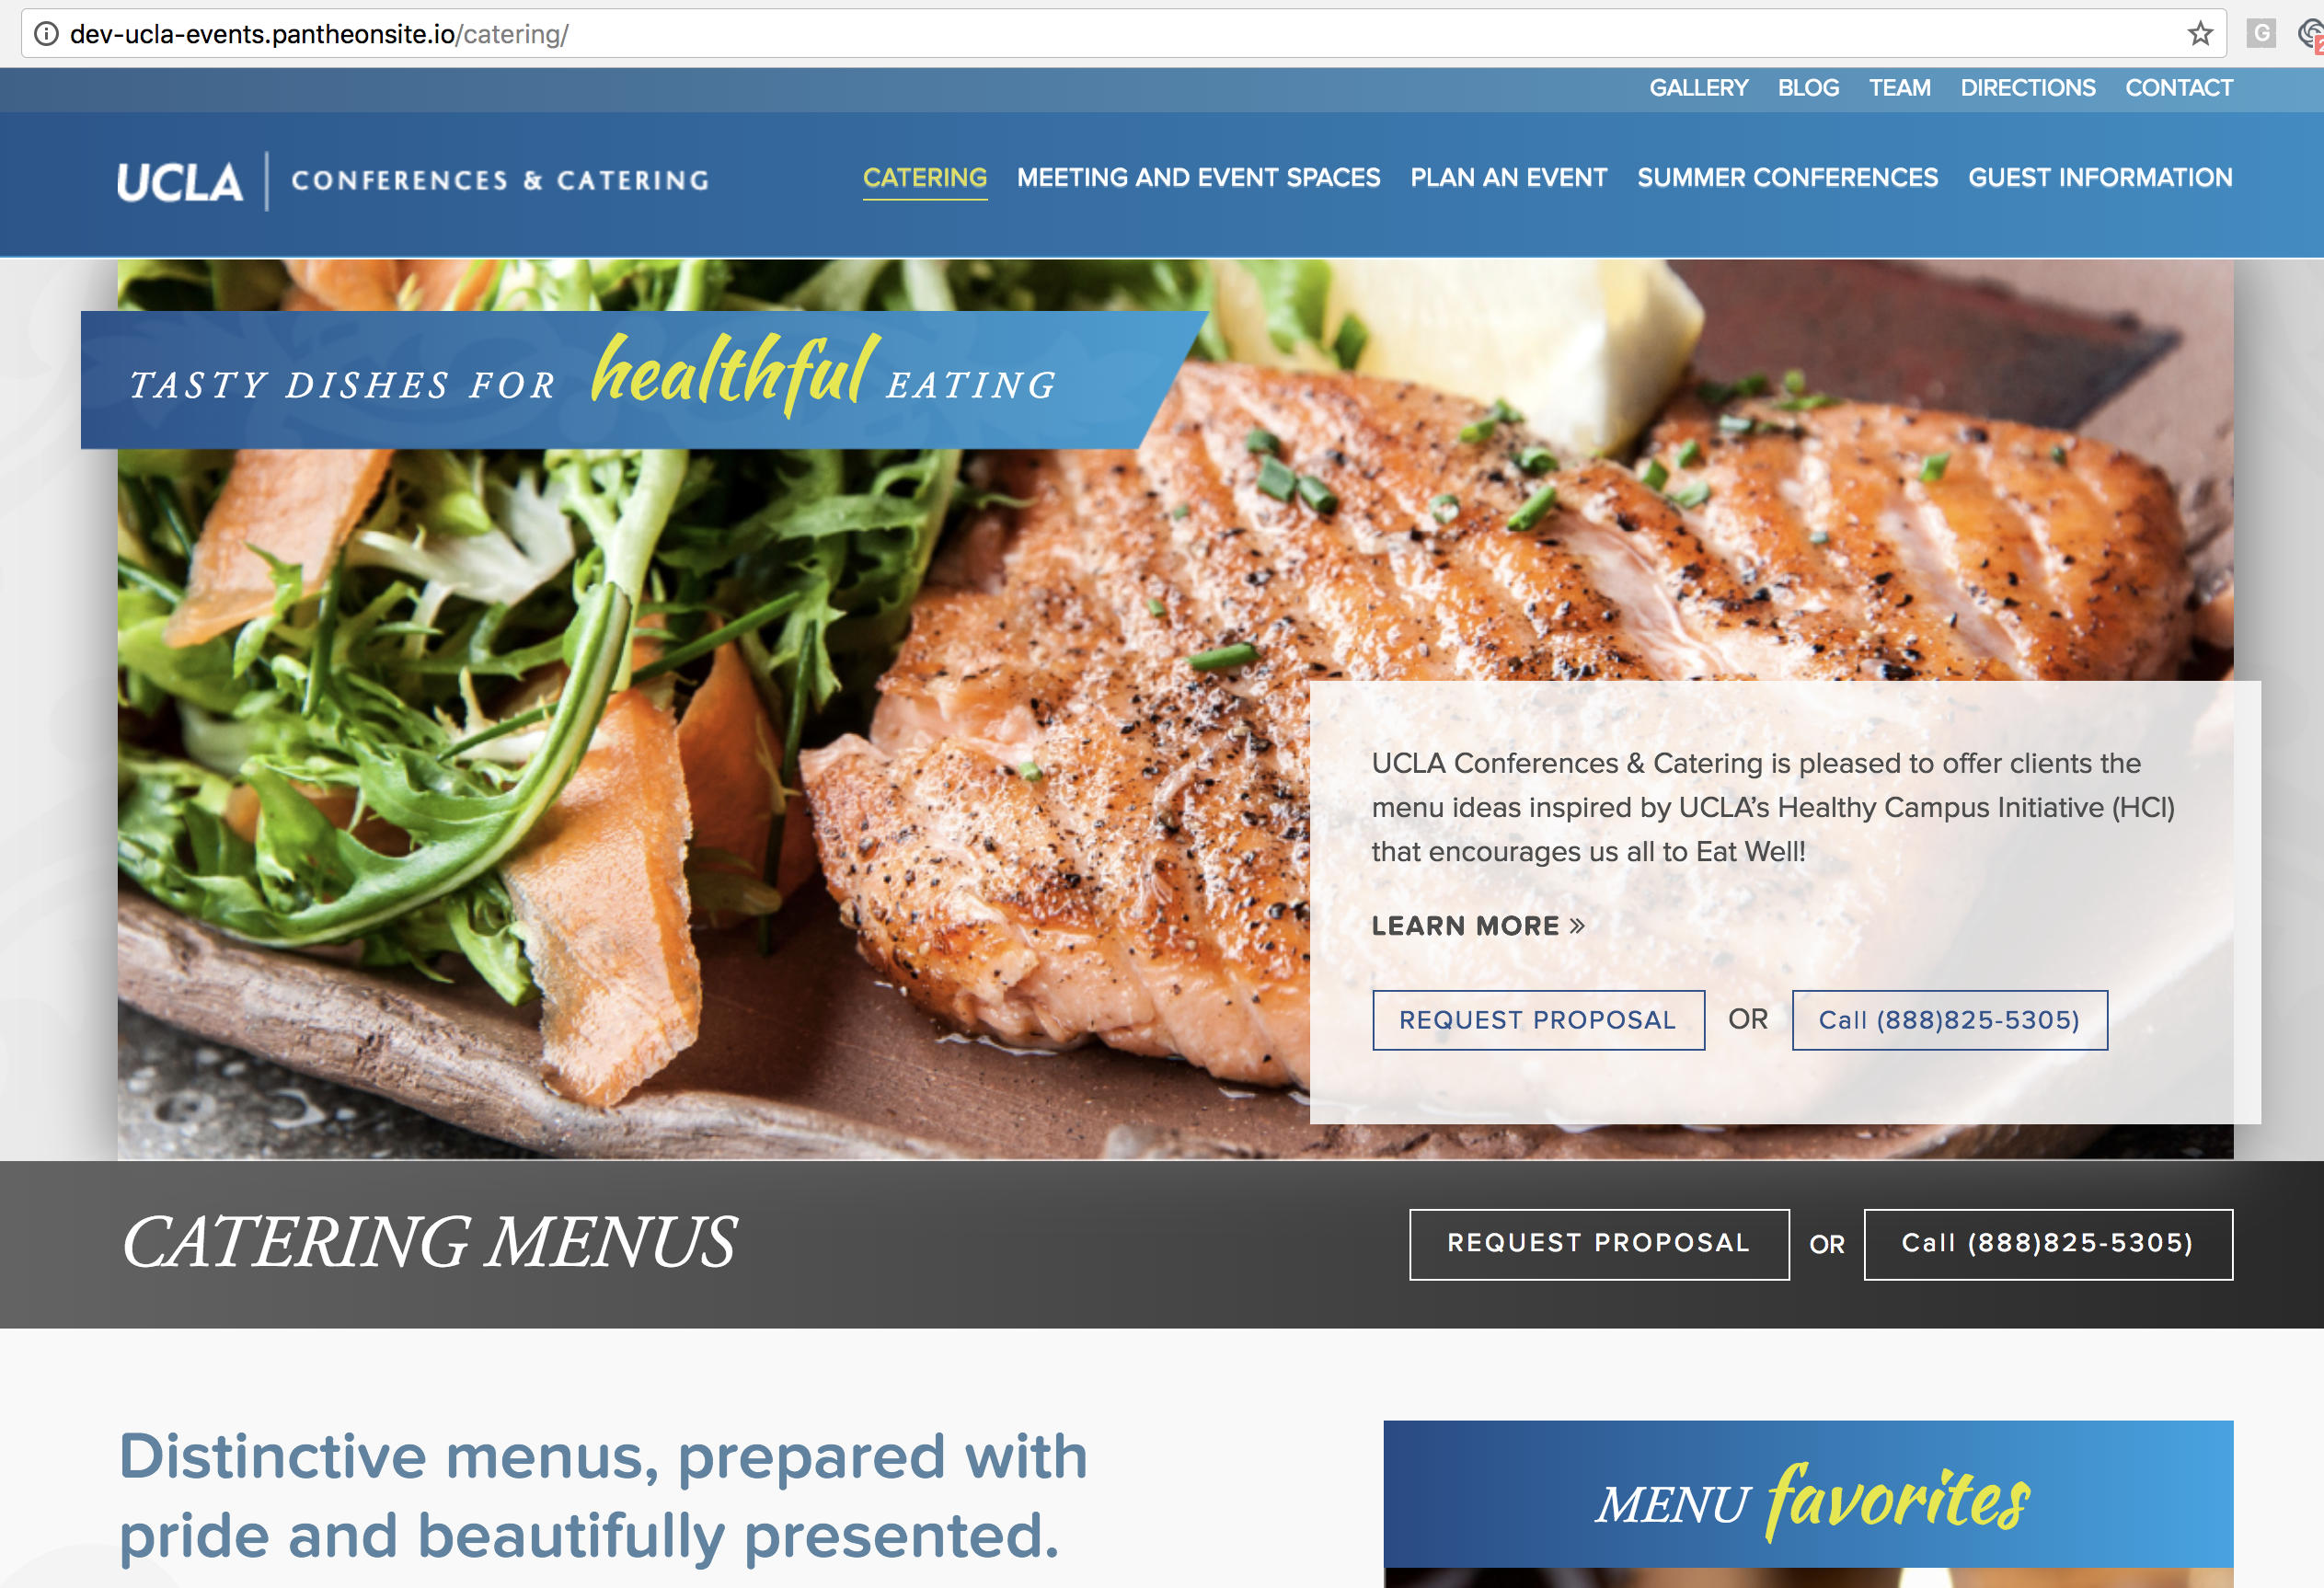 dev-ucla-events.pantheonsite.io/catering/
G
2
GALLERY BLOG TEAM DIRECTIONS CONTACT
UCLA CONFERENCES & CATERING
CATERING MEETING AND EVENT SPACES PLAN AN EVENT SUMMER CONFERENCES GUEST INFORMATION
TASTY DISHES FOR healthful EATING
UCLA Conferences & Catering is pleased to offer clients the
menu ideas inspired by UCLA’s Healthy Campus Initiative (HCI)
that encourages us all to Eat Well!
LEARN MORE »
REQUEST PROPOSAL OR Call (888)825-5305)
CATERING MENUS
REQUEST PROPOSAL OR Call (888)825-5305)
Distinctive menus, prepared with
pride and beautifully presented.
MENU favorites